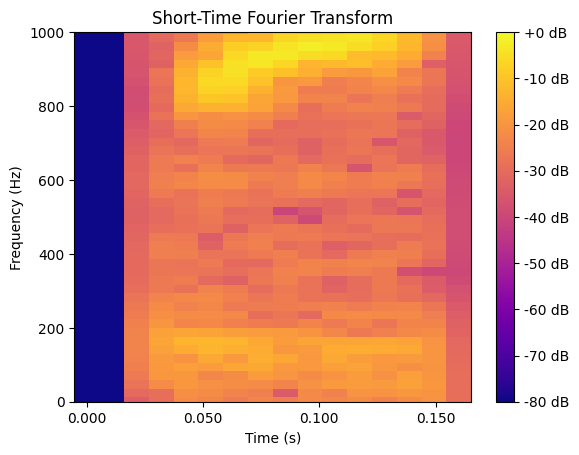 Short-Time Fourier Transform
1000
800
600
400
200
0
Frequency (Hz)
0.000
0.050
0.100
0.150
Time (s)
+0 dB
-10 dB
-20 dB
-30 dB
-40 dB
-50 dB
-60 dB
-70 dB
-80 dB